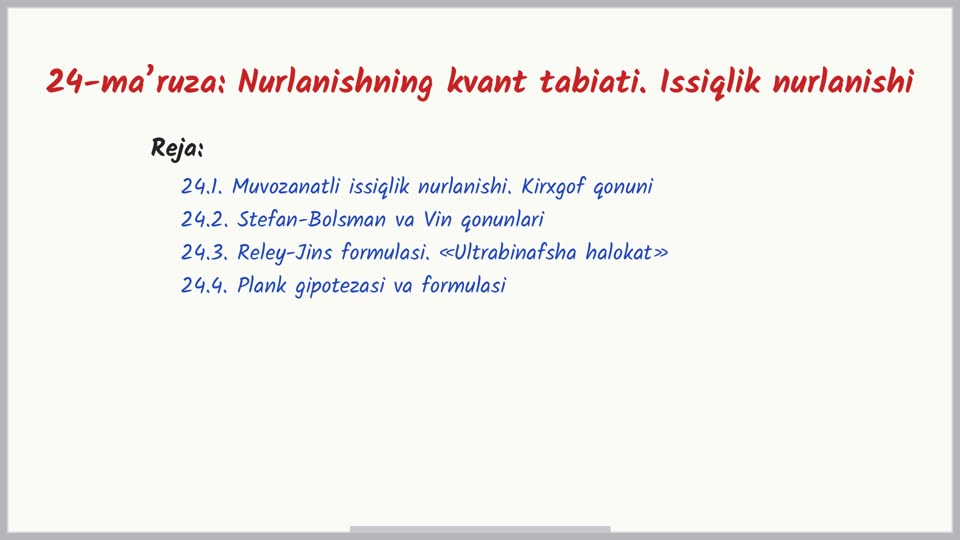 24-ma’ruza: Nurlanishning kvant tabiati. Issiqlik nurlanishi
Reja:
24.1. Muvozanatli issiqlik nurlanishi. Kirxgof qonuni
24.2. Stefan-Bolsman va Vin qonunlari
24.3. Reley-Jins formulasi. «Ultrabinafsha halokat»
24.4. Plank gipotezasi va formulasi